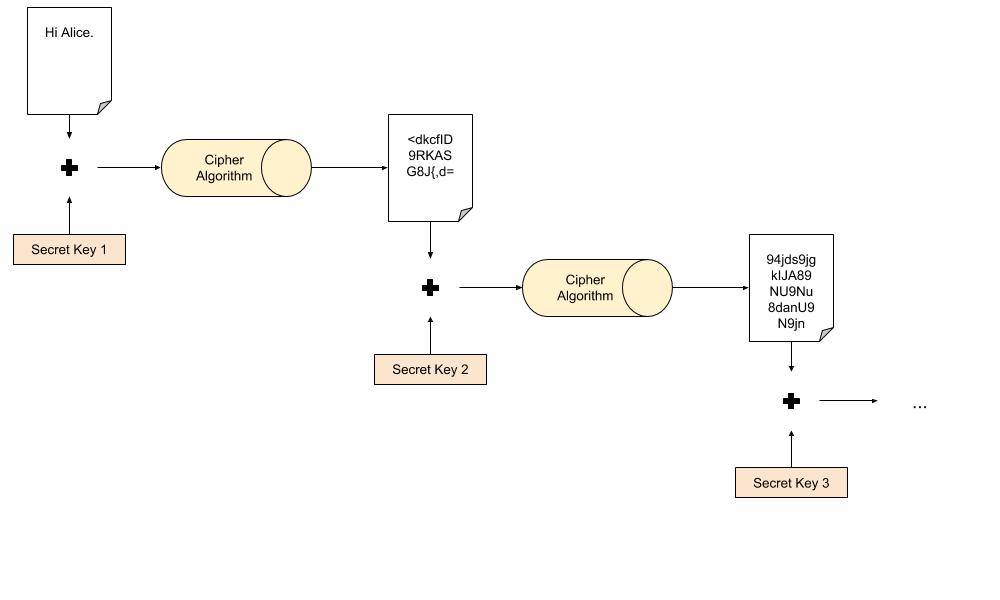 Hi Alice.
Cipher
Algorithm
<dkcflD
9RKAS
G8J{,d=
Secret Key 1
Cipher
Algorithm
94jds9jg
kIJA89
NU9Nu
8danU9
N9jn
Secret Key 2
...
Secret Key 3